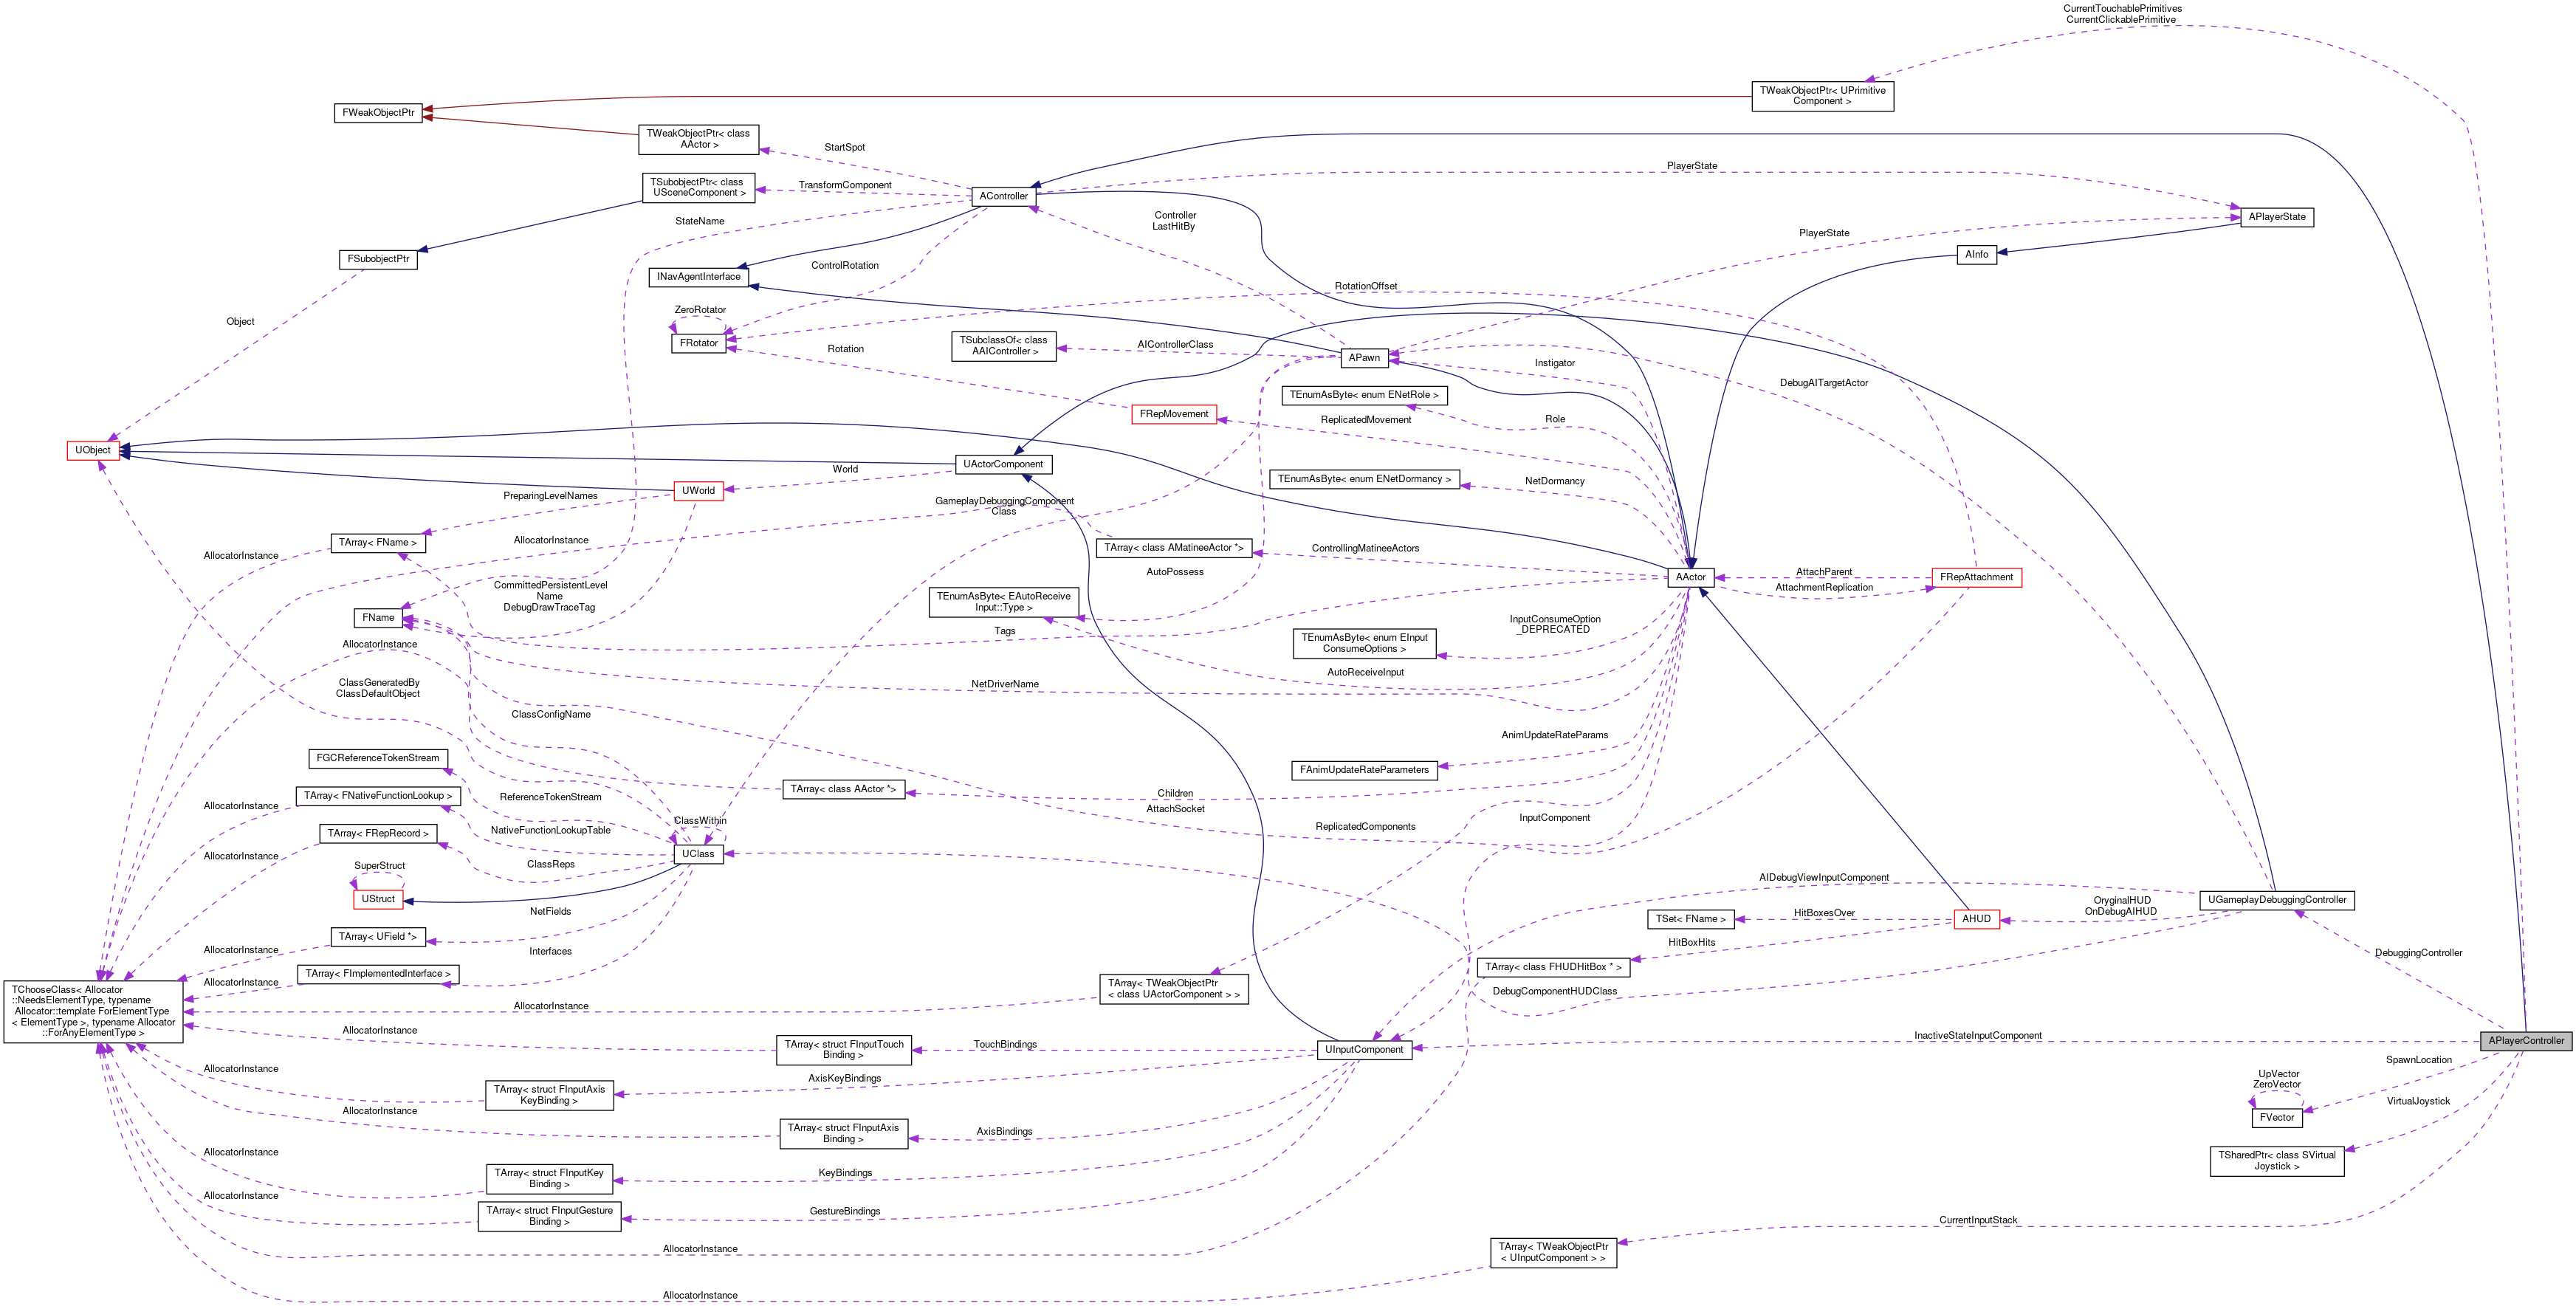 CurrentTouchablePrimitives
CurrentClickablePrimitive
TWeakObjectPtr< UPrimitive
Component >
FWeakObjectPtr
TWeakObjectPtr< class
AActor >
StartSpot
PlayerState
TSubobjectPtr< class
USceneComponent >
TransformComponent
AController
StateName
Controller
LastHitBy
APlayerState
PlayerState
FSubobjectPtr
AInfo
ControlRotation
INavAgentInterface
RotationOffset
ZeroRotator
Object
FRotator
TSubclassOf< class
AAIController >
AIControllerClass
Rotation
APawn
Instigator
DebugAITargetActor
TEnumAsByte< enum ENetRole >
FRepMovement
ReplicatedMovement
Role
UObject
UActorComponent
World
TEnumAsByte< enum ENetDormancy >
NetDormancy
UWorld
PreparingLevelNames
GameplayDebuggingComponent
Class
TArray< FName >
AllocatorInstance
AllocatorInstance
TArray< class AMatineeActor *>
ControllingMatineeActors
AutoPossess
AActor
AttachParent
AttachmentReplication
FRepAttachment
CommittedPersistentLevel
Name
DebugDrawTraceTag
TEnumAsByte< EAutoReceive
Input::Type >
FName
InputConsumeOption
_DEPRECATED
Tags
TEnumAsByte< enum EInput
ConsumeOptions >
AllocatorInstance
AutoReceiveInput
ClassGeneratedBy
ClassDefaultObject
NetDriverName
ClassConfigName
AnimUpdateRateParams
FGCReferenceTokenStream
FAnimUpdateRateParameters
TArray< class AActor *>
Children
TArray< FNativeFunctionLookup >
ReferenceTokenStream
AllocatorInstance
AttachSocket
ClassWithin
InputComponent
ReplicatedComponents
TArray< FRepRecord >
NativeFunctionLookupTable
UClass
AllocatorInstance
ClassReps
SuperStruct
AIDebugViewInputComponent
UStruct
UGameplayDebuggingController
OryginalHUD
OnDebugAIHUD
NetFields
TSet< FName >
HitBoxesOver
AHUD
TArray< UField *>
HitBoxHits
AllocatorInstance
Interfaces
DebuggingController
TArray< class FHUDHitBox * >
TArray< FImplementedInterface >
AllocatorInstance
TArray< TWeakObjectPtr
< class UActorComponent > >
DebugComponentHUDClass
TChooseClass< Allocator
::NeedsElementType, typename
Allocator::template ForElementType
< ElementType >, typename Allocator
::ForAnyElementType >
AllocatorInstance
AllocatorInstance
InactiveStateInputComponent
APlayerController
TArray< struct FInputTouch
Binding >
TouchBindings
UInputComponent
SpawnLocation
AllocatorInstance
AxisKeyBindings
UpVector
ZeroVector
TArray< struct FInputAxis
KeyBinding >
AllocatorInstance
VirtualJoystick
FVector
TArray< struct FInputAxis
Binding >
AxisBindings
AllocatorInstance
TSharedPtr< class SVirtual
Joystick >
TArray< struct FInputKey
Binding >
KeyBindings
AllocatorInstance
TArray< struct FInputGesture
Binding >
GestureBindings
CurrentInputStack
AllocatorInstance
TArray< TWeakObjectPtr
< UInputComponent > >
AllocatorInstance